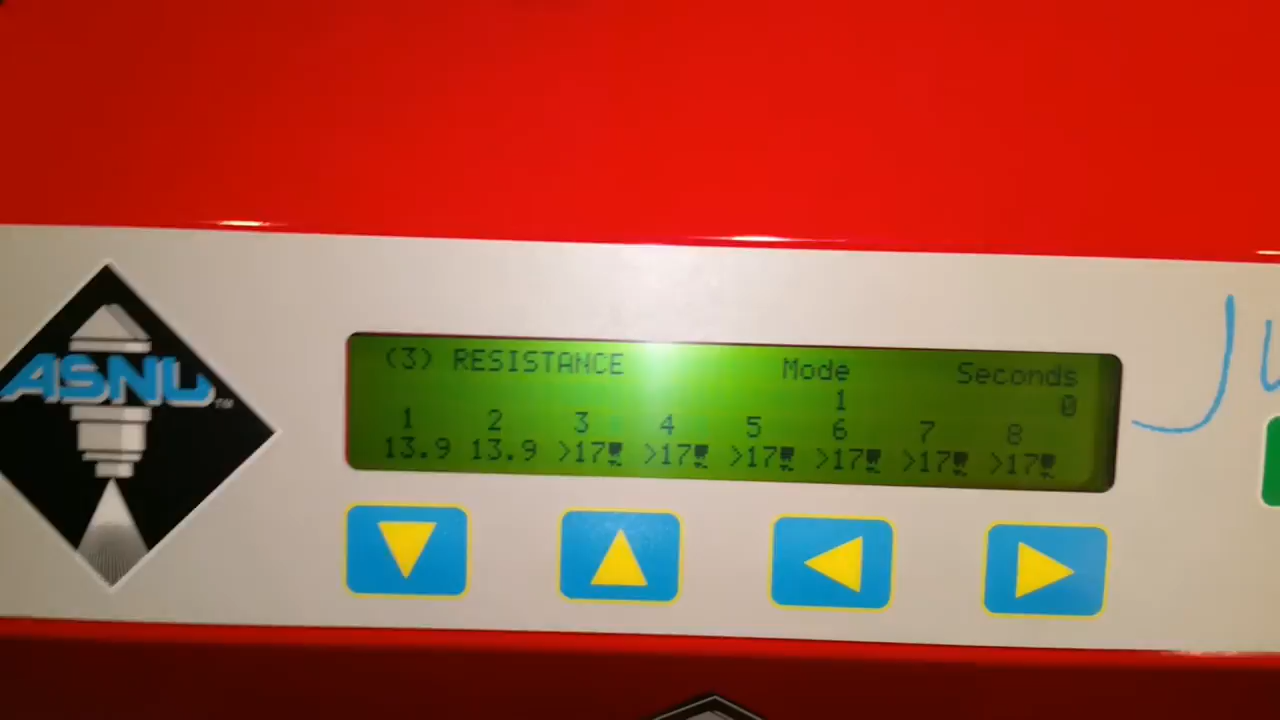 ASNU™
(3) RESISTANCE Mode Seconds
1 0
1 2 3 4 5 6 7 8
13.9 13.9 >17 >17 >17 >17 >17 >17